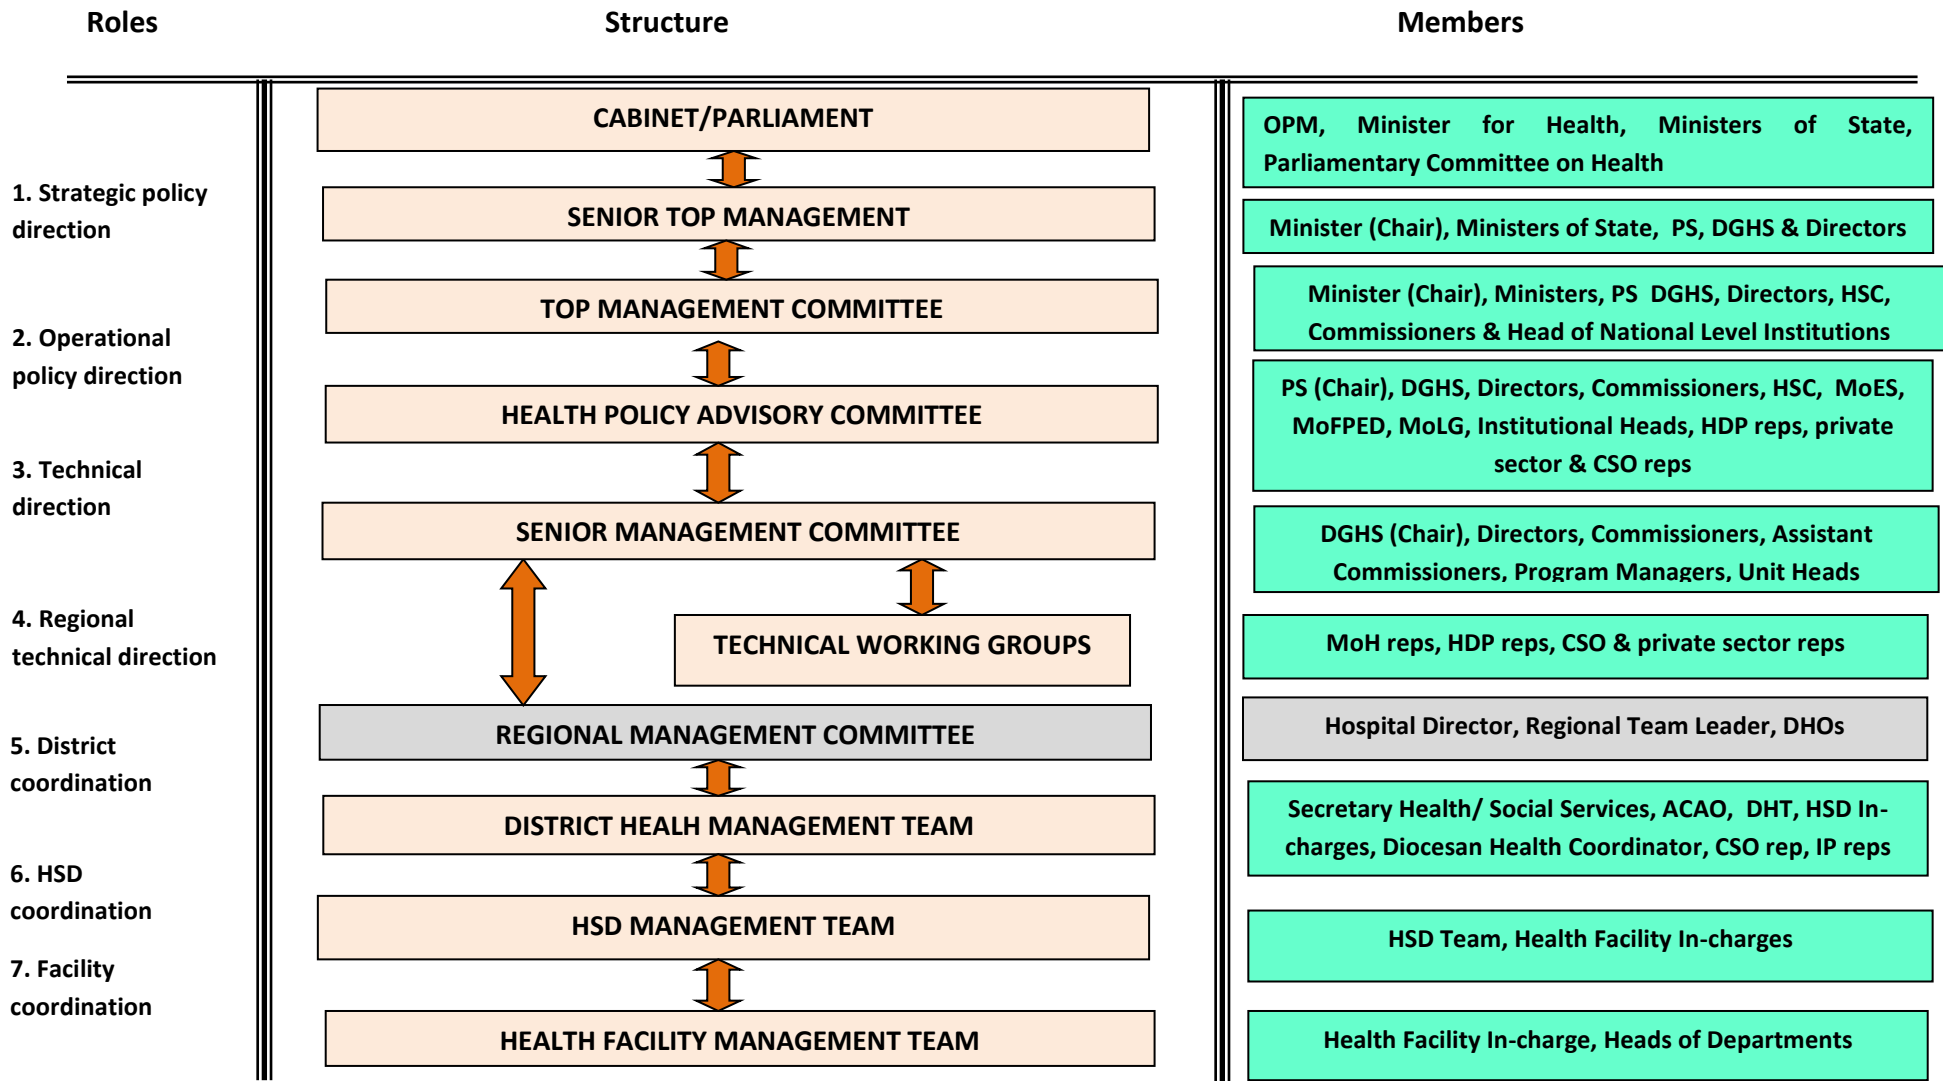 Roles
Structure
Members
1. Strategic policy
direction
2. Operational
policy direction
3. Technical
direction
4. Regional
technical direction
5. District
coordination
6. HSD
coordination
7. Facility
coordination
CABINET/PARLIAMENT
SENIOR TOP MANAGEMENT
TOP MANAGEMENT COMMITTEE
HEALTH POLICY ADVISORY COMMITTEE
SENIOR MANAGEMENT COMMITTEE
TECHNICAL WORKING GROUPS
REGIONAL MANAGEMENT COMMITTEE
DISTRICT HEALH MANAGEMENT TEAM
HSD MANAGEMENT TEAM
HEALTH FACILITY MANAGEMENT TEAM
OPM, Minister for Health, Ministers of State,
Parliamentary Committee on Health
Minister (Chair), Ministers of State, PS, DGHS & Directors
Minister (Chair), Ministers, PS DGHS, Directors, HSC,
Commissioners & Head of National Level Institutions
PS (Chair), DGHS, Directors, Commissioners, HSC, MoES,
MoFPED, MoLG, Institutional Heads, HDP reps, private
sector & CSO reps
DGHS (Chair), Directors, Commissioners, Assistant
Commissioners, Program Managers, Unit Heads
MoH reps, HDP reps, CSO & private sector reps
Hospital Director, Regional Team Leader, DHOs
Secretary Health/ Social Services, ACAO, DHT, HSD In-
charges, Diocesan Health Coordinator, CSO rep, IP reps
HSD Team, Health Facility In-charges
Health Facility In-charge, Heads of Departments